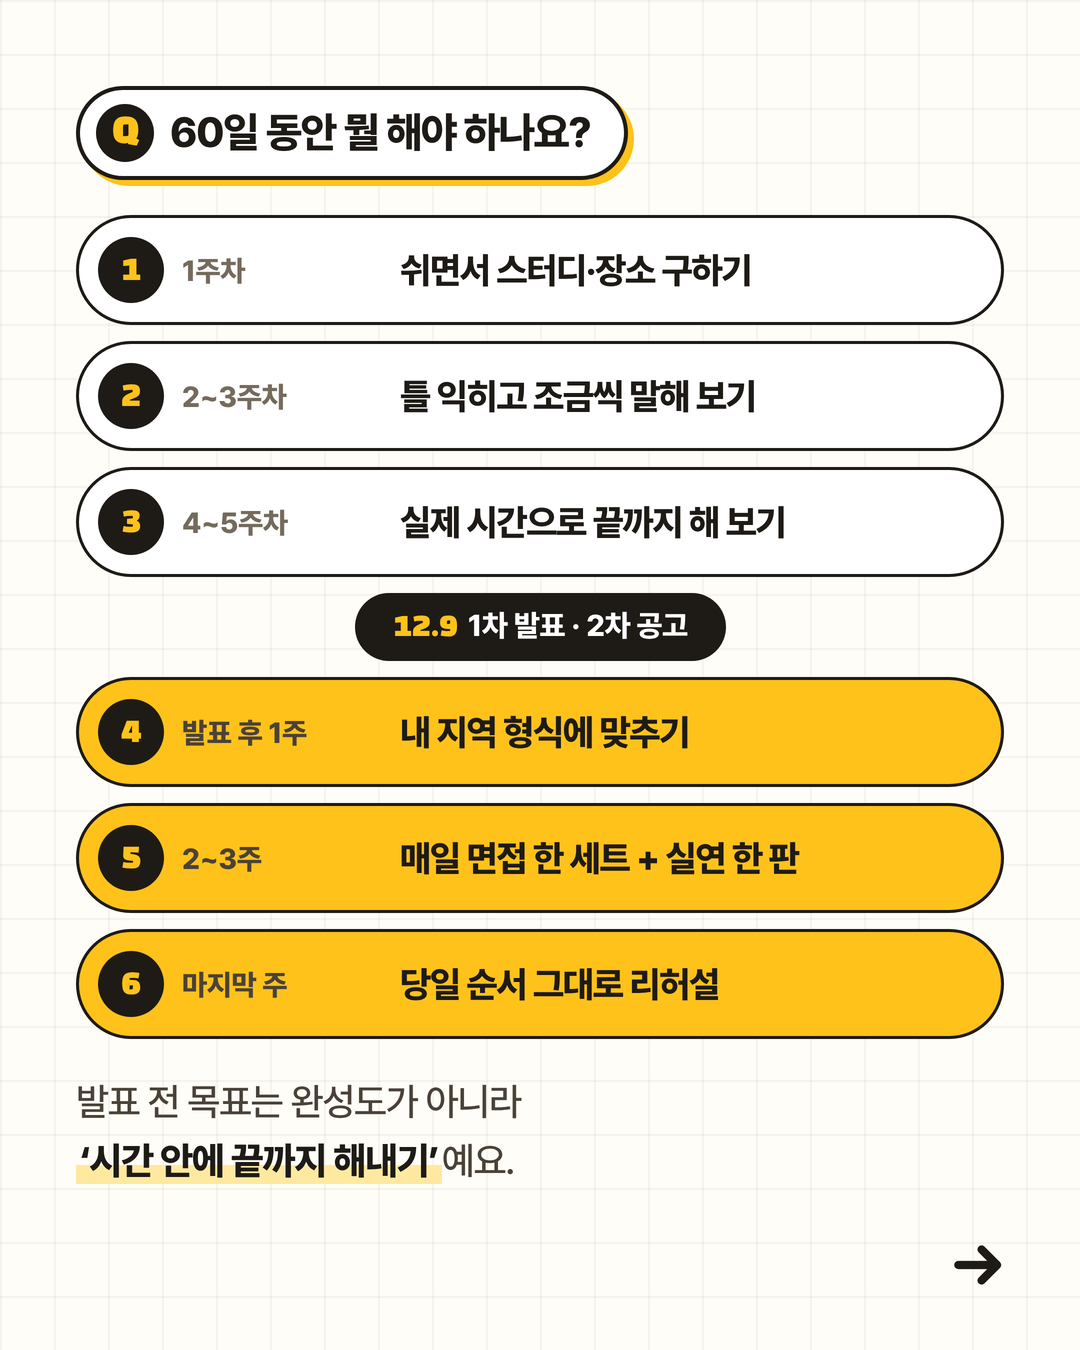 Q 60일 동안 뭘 해야 하나요?
1 1주차 쉬면서 스터디·장소 구하기
2 2~3주차 틀 익히고 조금씩 말해 보기
3 4~5주차 실제 시간으로 끝까지 해 보기
12.9 1차 발표 · 2차 공고
4 발표 후 1주 내 지역 형식에 맞추기
5 2~3주 매일 면접 한 세트 + 실연 한 판
6 마지막 주 당일 순서 그대로 리허설
발표 전 목표는 완성도가 아니라
‘시간 안에 끝까지 해내기’예요.